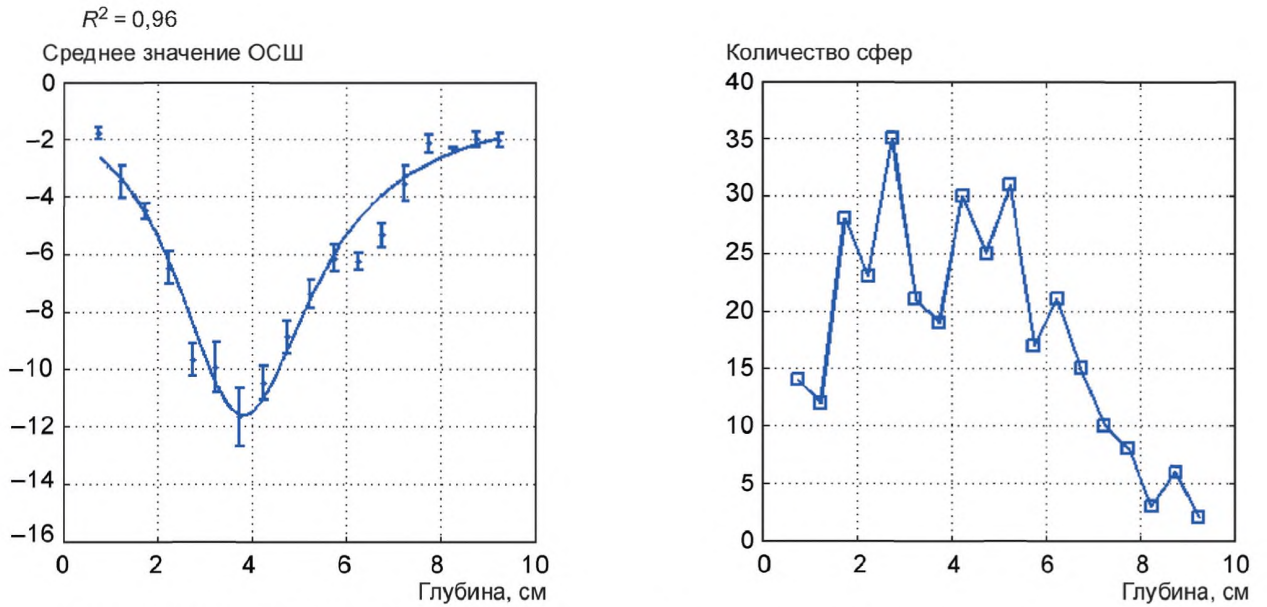 R² = 0,96
Среднее значение ОСШ
0
–2
–4
–6
–8
–10
–12
–14
–16
0 2 4 6 8 10
Глубина, см
Количество сфер
40
35
30
25
20
15
10
5
0
0 2 4 6 8 10
Глубина, см